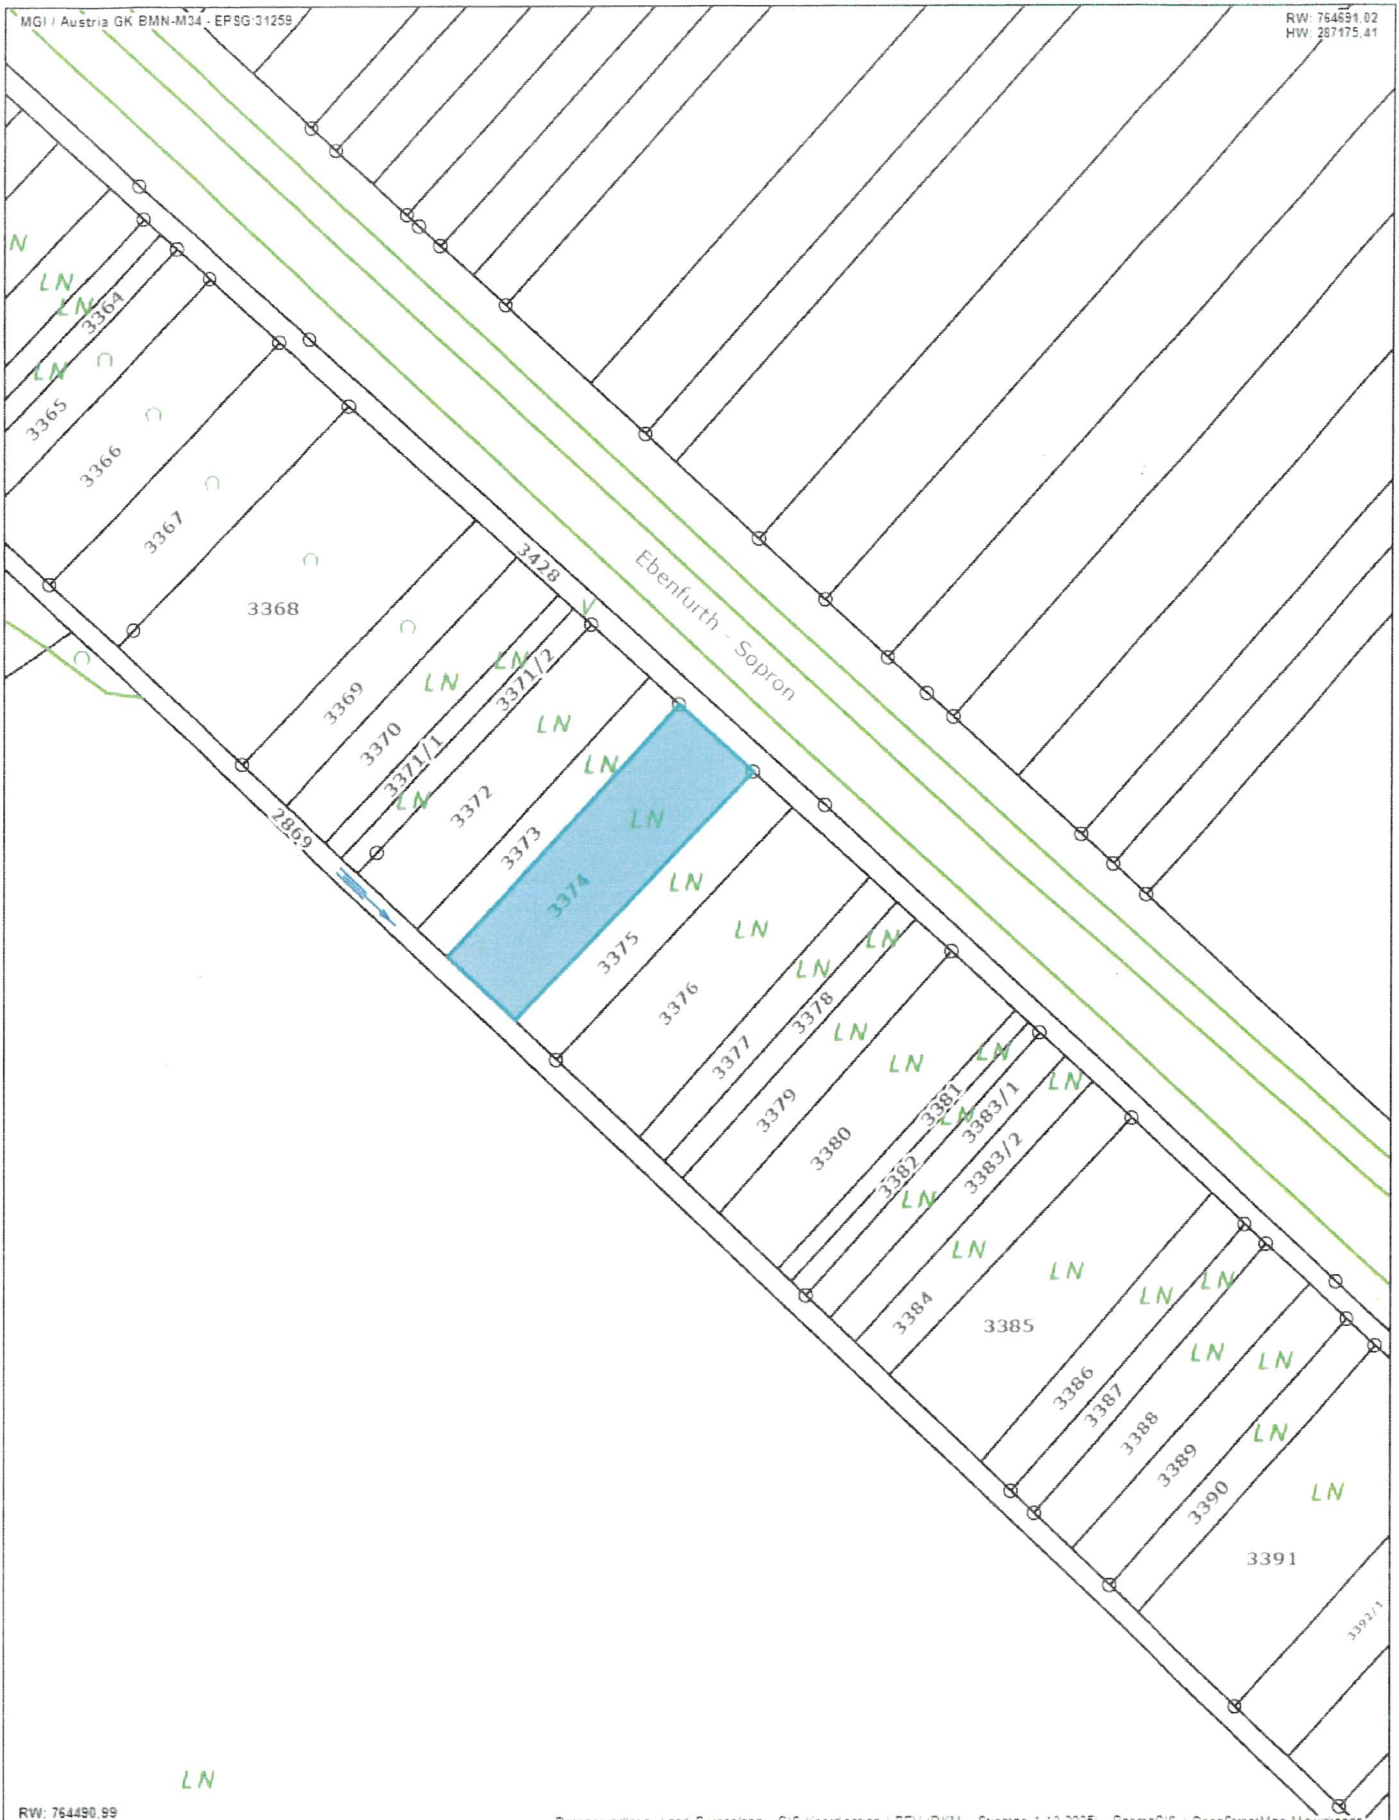 MGI / Austria GK BMN-M34 - EPSG:31259
RW: 764691.02
HW: 287175.41
N
LN
LN
3364
LN
3365
3366
3367
3368
3428
V
Ebenfurth - Sopron
3369
LN
LN
3370
3371/2
3371/1
LN
LN
LN
3372
2869
3373
LN
3374
LN
3375
LN
3376
LN
LN
3377
3378
LN
3379
LN
3380
LN
3381
LN
3383/1
LN
3382
3383/2
LN
3384
LN
LN
3385
LN
LN
3386
LN
LN
3387
3388
LN
3389
3390
LN
3391
3392/1
LN
RW: 764490.99